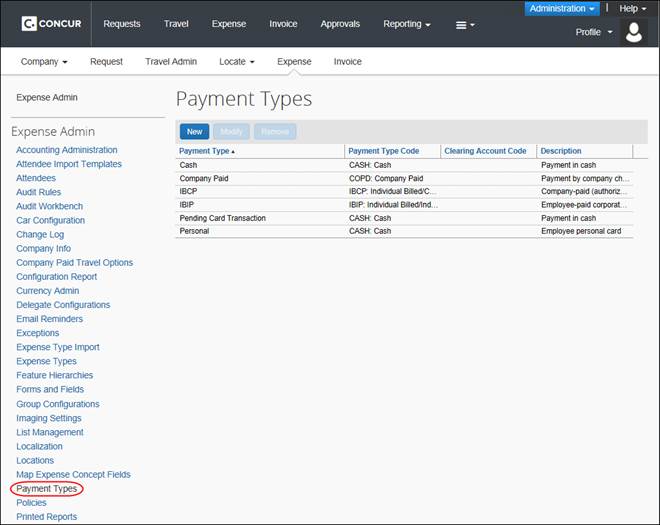 Administration | Help
C. CONCUR Requests Travel Expense Invoice Approvals Reporting
Profile
Company Request Travel Admin Locate Expense Invoice
Expense Admin
Payment Types
Expense Admin
New Modify Remove
Payment Type Payment Type Code Clearing Account Code Description
Cash CASH: Cash Payment in cash
Company Paid COPD: Company Paid Payment by company ch...
IBCP IBCP: Individual Billed/C... Company-paid (authoriz...
IBIP IBIP: Individual Billed/Ind... Employee-paid corporat...
Pending Card Transaction CASH: Cash Payment in cash
Personal CASH: Cash Employee personal card
Accounting Administration
Attendee Import Templates
Attendees
Audit Rules
Audit Workbench
Car Configuration
Change Log
Company Info
Company Paid Travel Options
Configuration Report
Currency Admin
Delegate Configurations
Email Reminders
Exceptions
Expense Type Import
Expense Types
Feature Hierarchies
Forms and Fields
Group Configurations
Imaging Settings
List Management
Localization
Locations
Map Expense Concept Fields
Payment Types
Policies
Printed Reports